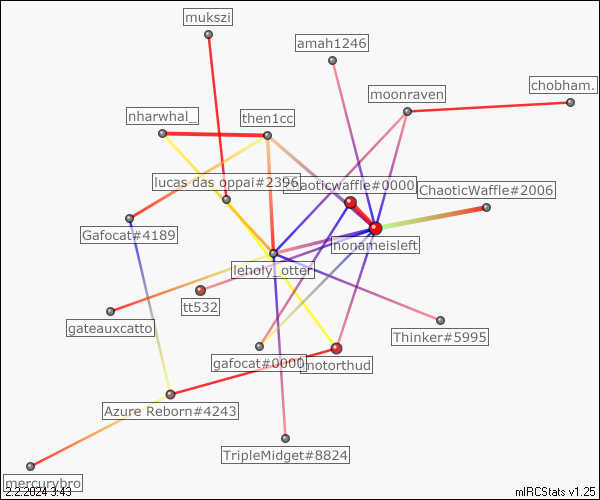 mukszi
amah1246
chobham.
moonraven
nharwhal_
then1cc
lucas das oppai#2396
chaoticwaffle#0000
ChaoticWaffle#2006
Gafocat#4189
nonameisleft
leholy_otter
tt532
gateauxcatto
Thinker#5995
gafocat#0000
motorthud
Azure Reborn#4243
TripleMidget#8824
mercurybro
2.2.2024 3:43
mIRCStats v1.25